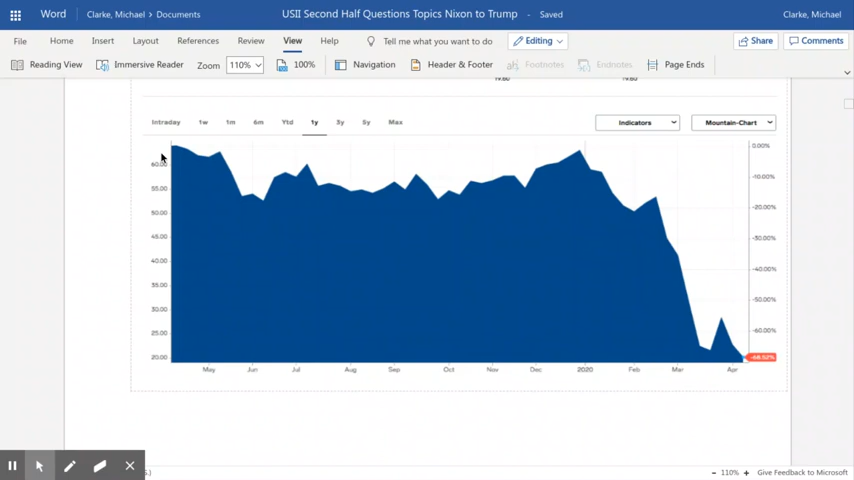 Word Clarke, Michael > Documents USII Second Half Questions Topics Nixon to Trump - Saved Clarke, Michael
File Home Insert Layout References Review View Help Tell me what you want to do Editing Share Comments
Reading View Immersive Reader Zoom 110% 100% Navigation Header & Footer Footnotes Endnotes Page Ends
Intraday 1w 1m 6m Ytd 1y 3y 5y Max Indicators Mountain-Chart
0.00%
60.00
-10.00%
55.00
-20.00%
50.00
45.00 -30.00%
40.00 -40.00%
35.00
-50.00%
30.00
25.00 -60.00%
20.00 -68.52%
May Jun Jul Aug Sep Oct Nov Dec 2020 Feb Mar Apr
S.) - 110% + Give Feedback to Microsoft